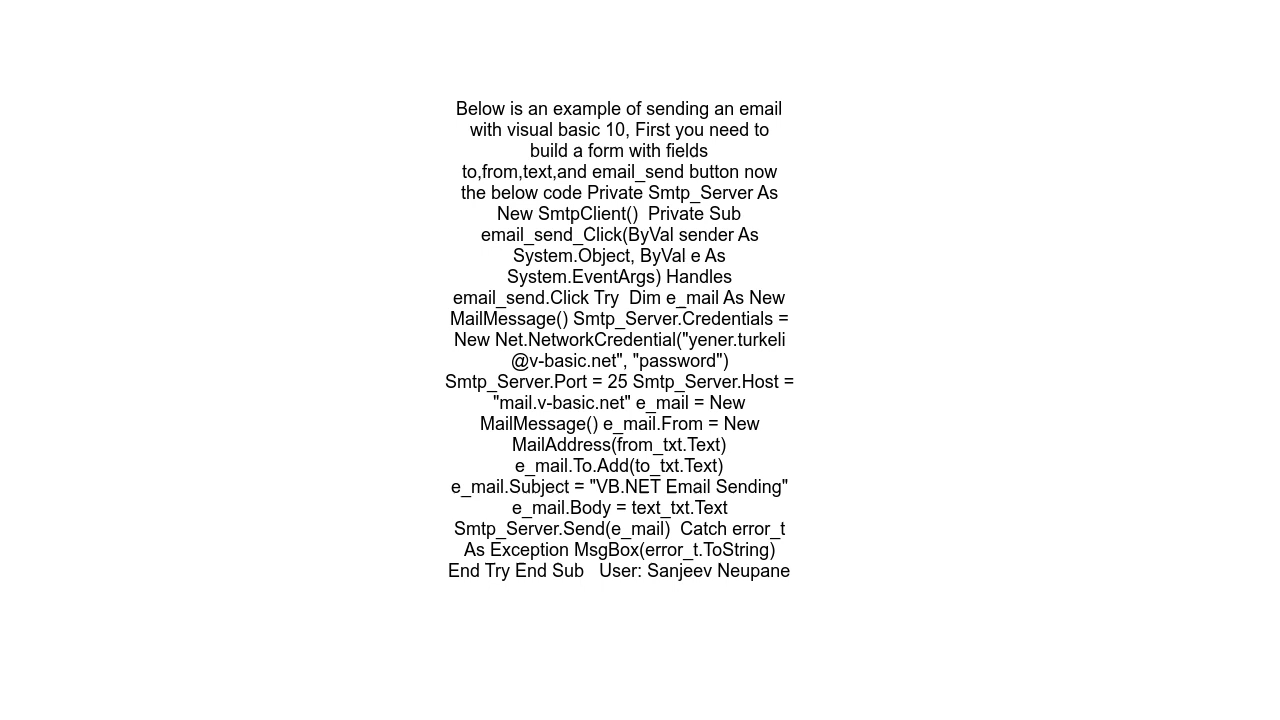 Below is an example of sending an email
with visual basic 10, First you need to
build a form with fields
to,from,text,and email_send button now
the below code Private Smtp_Server As
New SmtpClient()  Private Sub
email_send_Click(ByVal sender As
System.Object, ByVal e As
System.EventArgs) Handles
email_send.Click Try  Dim e_mail As New
MailMessage() Smtp_Server.Credentials =
New Net.NetworkCredential("yener.turkeli
@v-basic.net", "password")
Smtp_Server.Port = 25 Smtp_Server.Host =
"mail.v-basic.net" e_mail = New
MailMessage() e_mail.From = New
MailAddress(from_txt.Text)
e_mail.To.Add(to_txt.Text)
e_mail.Subject = "VB.NET Email Sending"
e_mail.Body = text_txt.Text
Smtp_Server.Send(e_mail)  Catch error_t
As Exception MsgBox(error_t.ToString)
End Try End Sub   User: Sanjeev Neupane